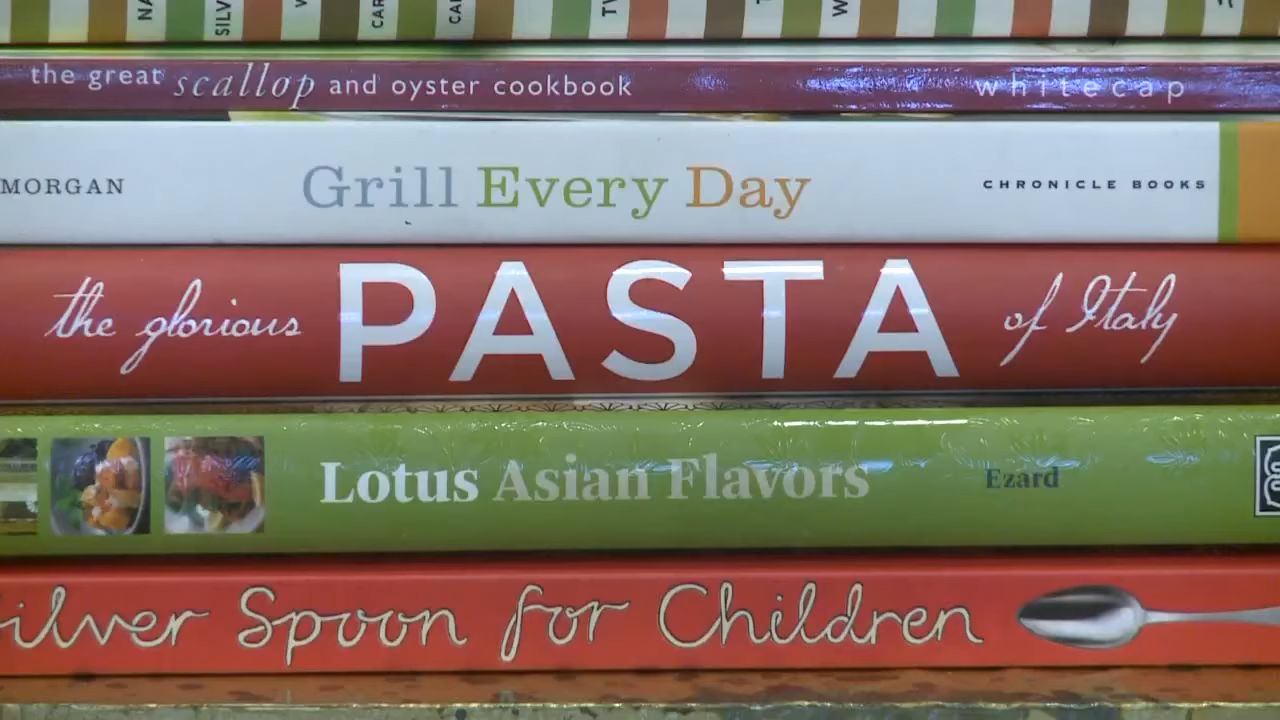 the great scallop and oyster cookbook whitecap
MORGAN Grill Every Day CHRONICLE BOOKS
the glorious PASTA of Italy
Lotus Asian Flavors Ezard
ilver Spoon for Children